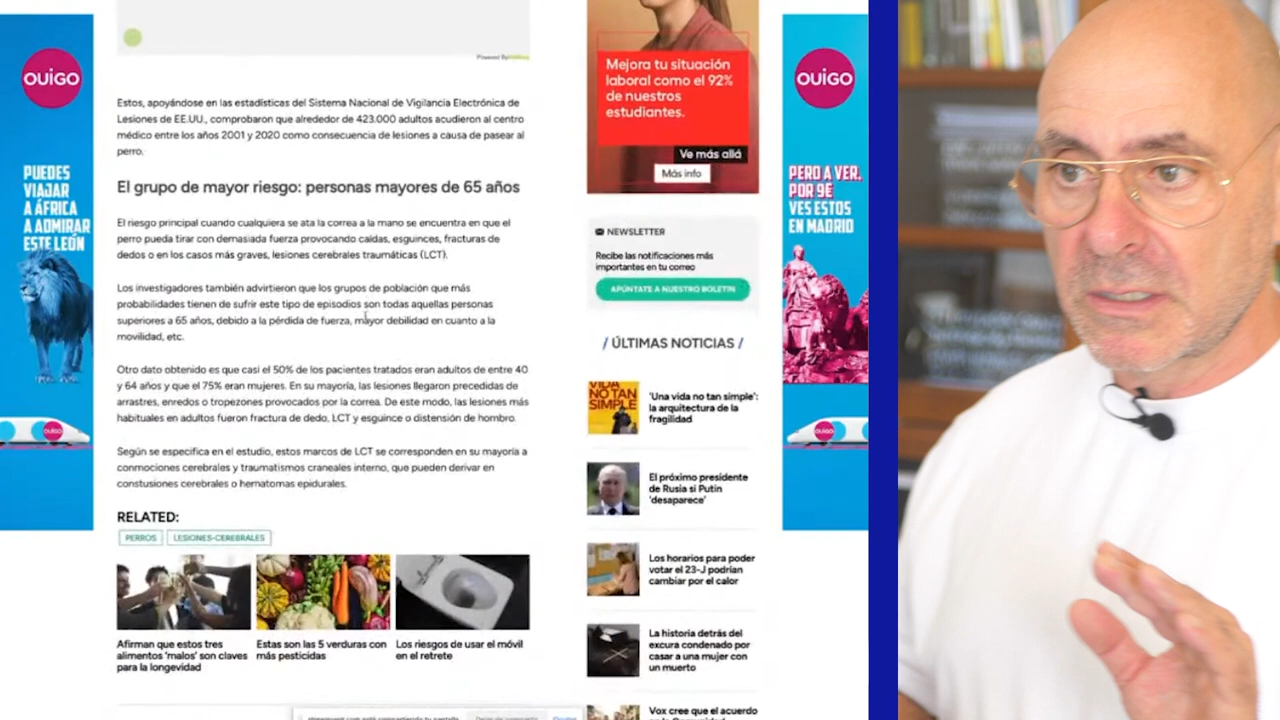 OUIGO
PUEDES
VIAJAR
A ÁFRICA
A ADMIRAR
ESTE LEÓN
Powered By
Estos, apoyándose en las estadísticas del Sistema Nacional de Vigilancia Electrónica de
Lesiones de EE.UU., comprobaron que alrededor de 423.000 adultos acudieron al centro
médico entre los años 2001 y 2020 como consecuencia de lesiones a causa de pasear al
perro.
El grupo de mayor riesgo: personas mayores de 65 años
El riesgo principal cuando cualquiera se ata la correa a la mano se encuentra en que el
perro pueda tirar con demasiada fuerza provocando caídas, esguinces, fracturas de
dedos o en los casos más graves, lesiones cerebrales traumáticas (LCT).
Los investigadores también advirtieron que los grupos de población que más
probabilidades tienen de sufrir este tipo de episodios son todas aquellas personas
superiores a 65 años, debido a la pérdida de fuerza, mayor debilidad en cuanto a la
movilidad, etc.
Otro dato obtenido es que casi el 50% de los pacientes tratados eran adultos de entre 40
y 64 años y que el 75% eran mujeres. En su mayoría, las lesiones llegaron precedidas de
arrastres, enredos o tropezones provocados por la correa. De este modo, las lesiones más
habituales en adultos fueron fractura de dedo, LCT y esguince o distensión de hombro.
Según se especifica en el estudio, estos marcos de LCT se corresponden en su mayoría a
conmociones cerebrales y traumatismos craneales interno, que pueden derivar en
constusiones cerebrales o hematomas epidurales.
RELATED:
PERROS
LESIONES-CEREBRALES
Afirman que estos tres
alimentos 'malos' son claves
para la longevidad
Estas son las 5 verduras con
más pesticidas
Los riesgos de usar el móvil
en el retrete
Mejora tu situación
laboral como el 92%
de nuestros
estudiantes.
Ve más allá
Más info
NEWSLETTER
Recibe las notificaciones más
importantes en tu correo
APÚNTATE A NUESTRO BOLETIN
/ ÚLTIMAS NOTICIAS /
VIDA
NO TAN
SIMPLE
'Una vida no tan simple':
la arquitectura de la
fragilidad
El próximo presidente
de Rusia si Putin
'desaparece'
Los horarios para poder
votar el 23-J podrían
cambiar por el calor
La historia detrás del
excura condenado por
casar a una mujer con
un muerto
Vox cree que el acuerdo
OUIGO
PERO A VER,
POR 9€
VES ESTOS
EN MADRID
OUIGO
OUIGO